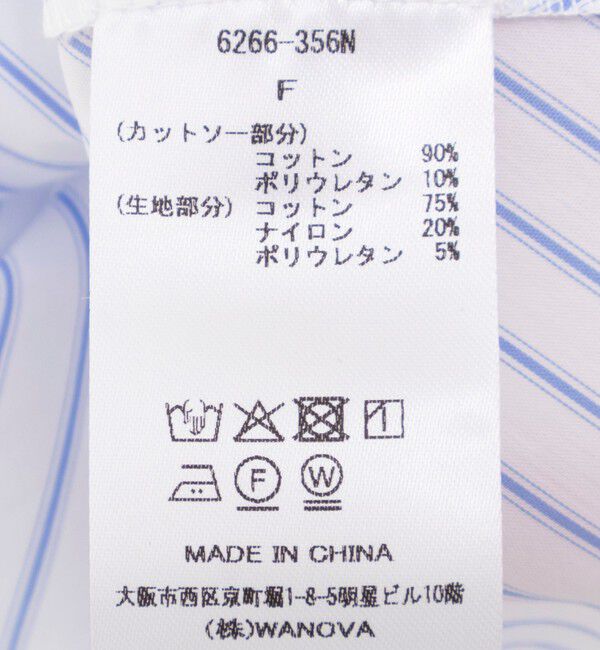 6266-356N
F
(カットソー部分)
コットン 90%
ポリウレタン 10%
(生地部分) コットン 75%
ナイロン 20%
ポリウレタン 5%
F W
MADE IN CHINA
大阪市西区京町堀1-8-5明星ビル10階
(株)WANOVA